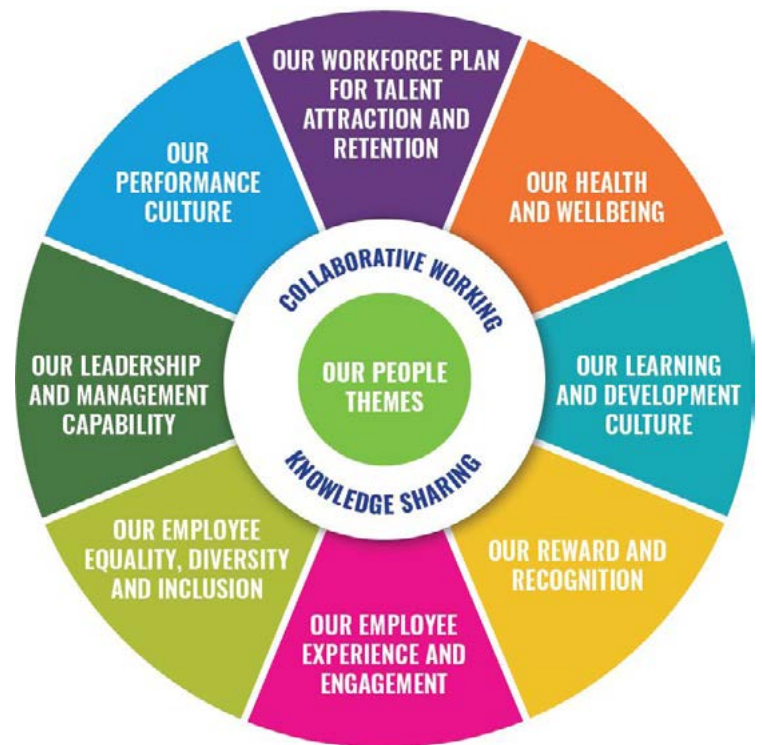 OUR WORKFORCE PLAN
FOR TALENT
ATTRACTION AND
RETENTION
OUR HEALTH
AND WELLBEING
OUR LEARNING
AND DEVELOPMENT
CULTURE
OUR REWARD AND
RECOGNITION
OUR EMPLOYEE
EXPERIENCE AND
ENGAGEMENT
OUR EMPLOYEE
EQUALITY, DIVERSITY
AND INCLUSION
OUR LEADERSHIP
AND MANAGEMENT
CAPABILITY
OUR
PERFORMANCE
CULTURE
COLLABORATIVE WORKING
OUR PEOPLE
THEMES
KNOWLEDGE SHARING